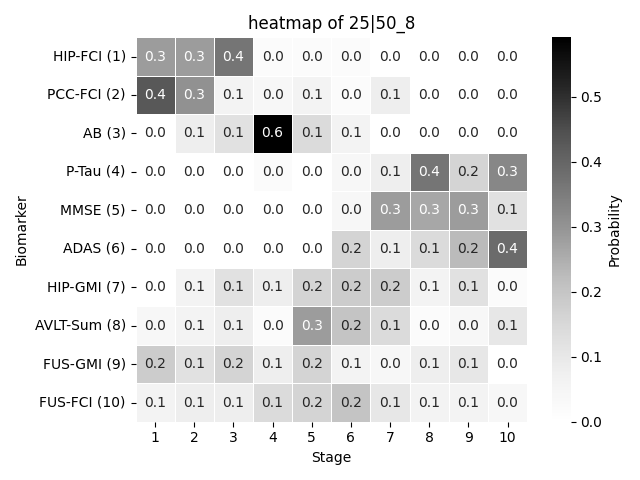 heatmap of 25|50_8
HIP-FCI (1) 0.3 0.3 0.4 0.0 0.0 0.0 0.0 0.0 0.0 0.0
PCC-FCI (2) 0.4 0.3 0.1 0.0 0.1 0.0 0.1 0.0 0.0 0.0
AB (3) 0.0 0.1 0.1 0.6 0.1 0.1 0.0 0.0 0.0 0.0
P-Tau (4) 0.0 0.0 0.0 0.0 0.0 0.0 0.1 0.4 0.2 0.3
MMSE (5) 0.0 0.0 0.0 0.0 0.0 0.0 0.3 0.3 0.3 0.1
ADAS (6) 0.0 0.0 0.0 0.0 0.0 0.2 0.1 0.1 0.2 0.4
HIP-GMI (7) 0.0 0.1 0.1 0.1 0.2 0.2 0.2 0.1 0.1 0.0
AVLT-Sum (8) 0.0 0.1 0.1 0.0 0.3 0.2 0.1 0.0 0.0 0.1
FUS-GMI (9) 0.2 0.1 0.2 0.1 0.2 0.1 0.0 0.1 0.1 0.0
FUS-FCI (10) 0.1 0.1 0.1 0.1 0.2 0.2 0.1 0.1 0.1 0.0
1 2 3 4 5 6 7 8 9 10
Stage
Biomarker
0.5
0.4
0.3
0.2
0.1
0.0
Probability